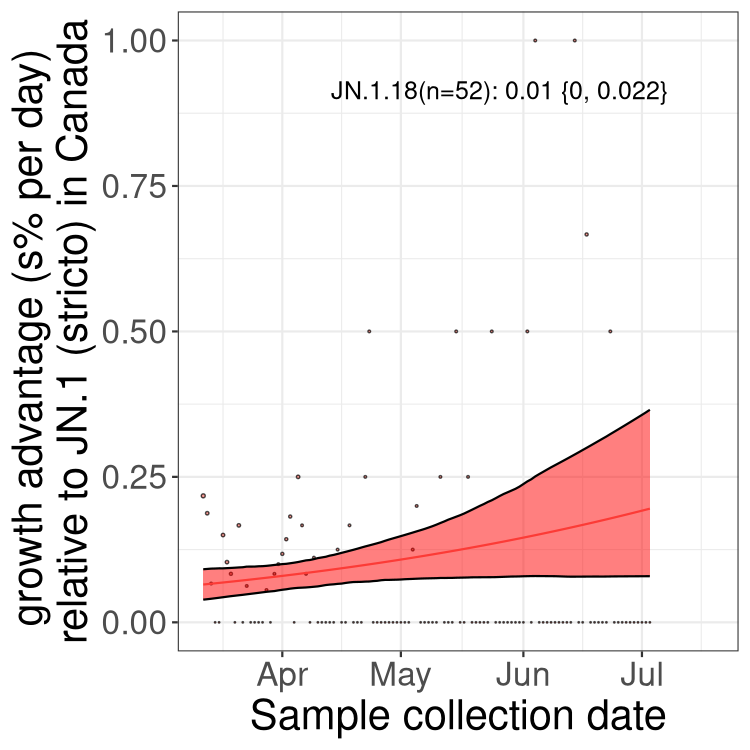 growth advantage (s% per day)
relative to JN.1 (stricto) in Canada
1.00
0.75
0.50
0.25
0.00
JN.1.18(n=52): 0.01 {0, 0.022}
Apr May Jun Jul
Sample collection date